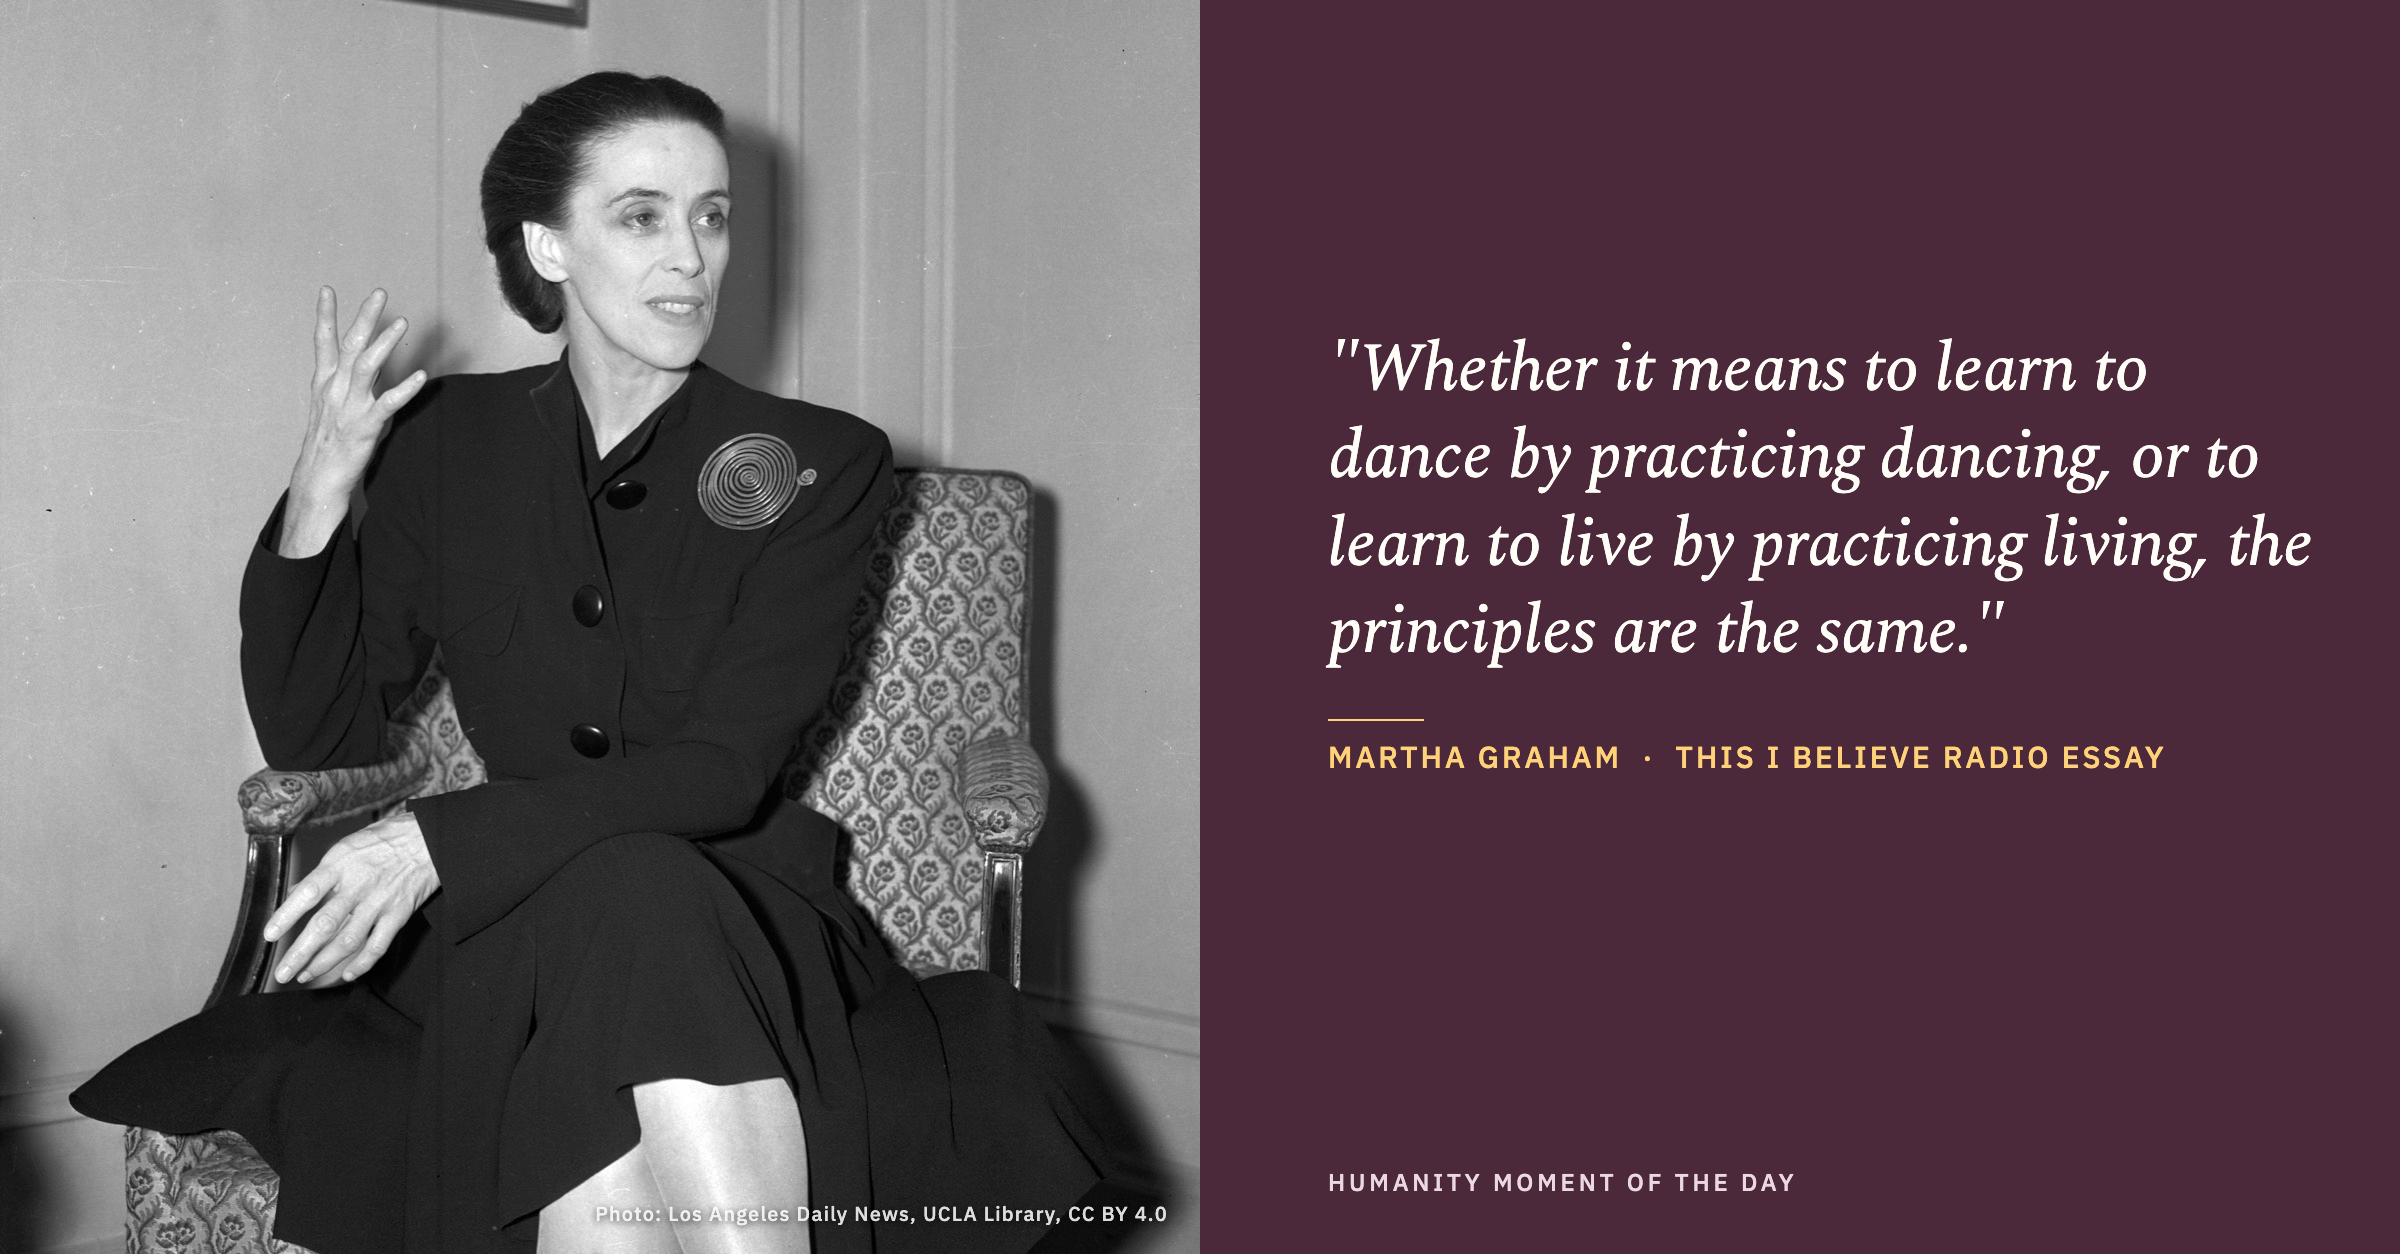 "Whether it means to learn to
dance by practicing dancing, or to
learn to live by practicing living, the
principles are the same."
MARTHA GRAHAM · THIS I BELIEVE RADIO ESSAY
HUMANITY MOMENT OF THE DAY
Photo: Los Angeles Daily News, UCLA Library, CC BY 4.0